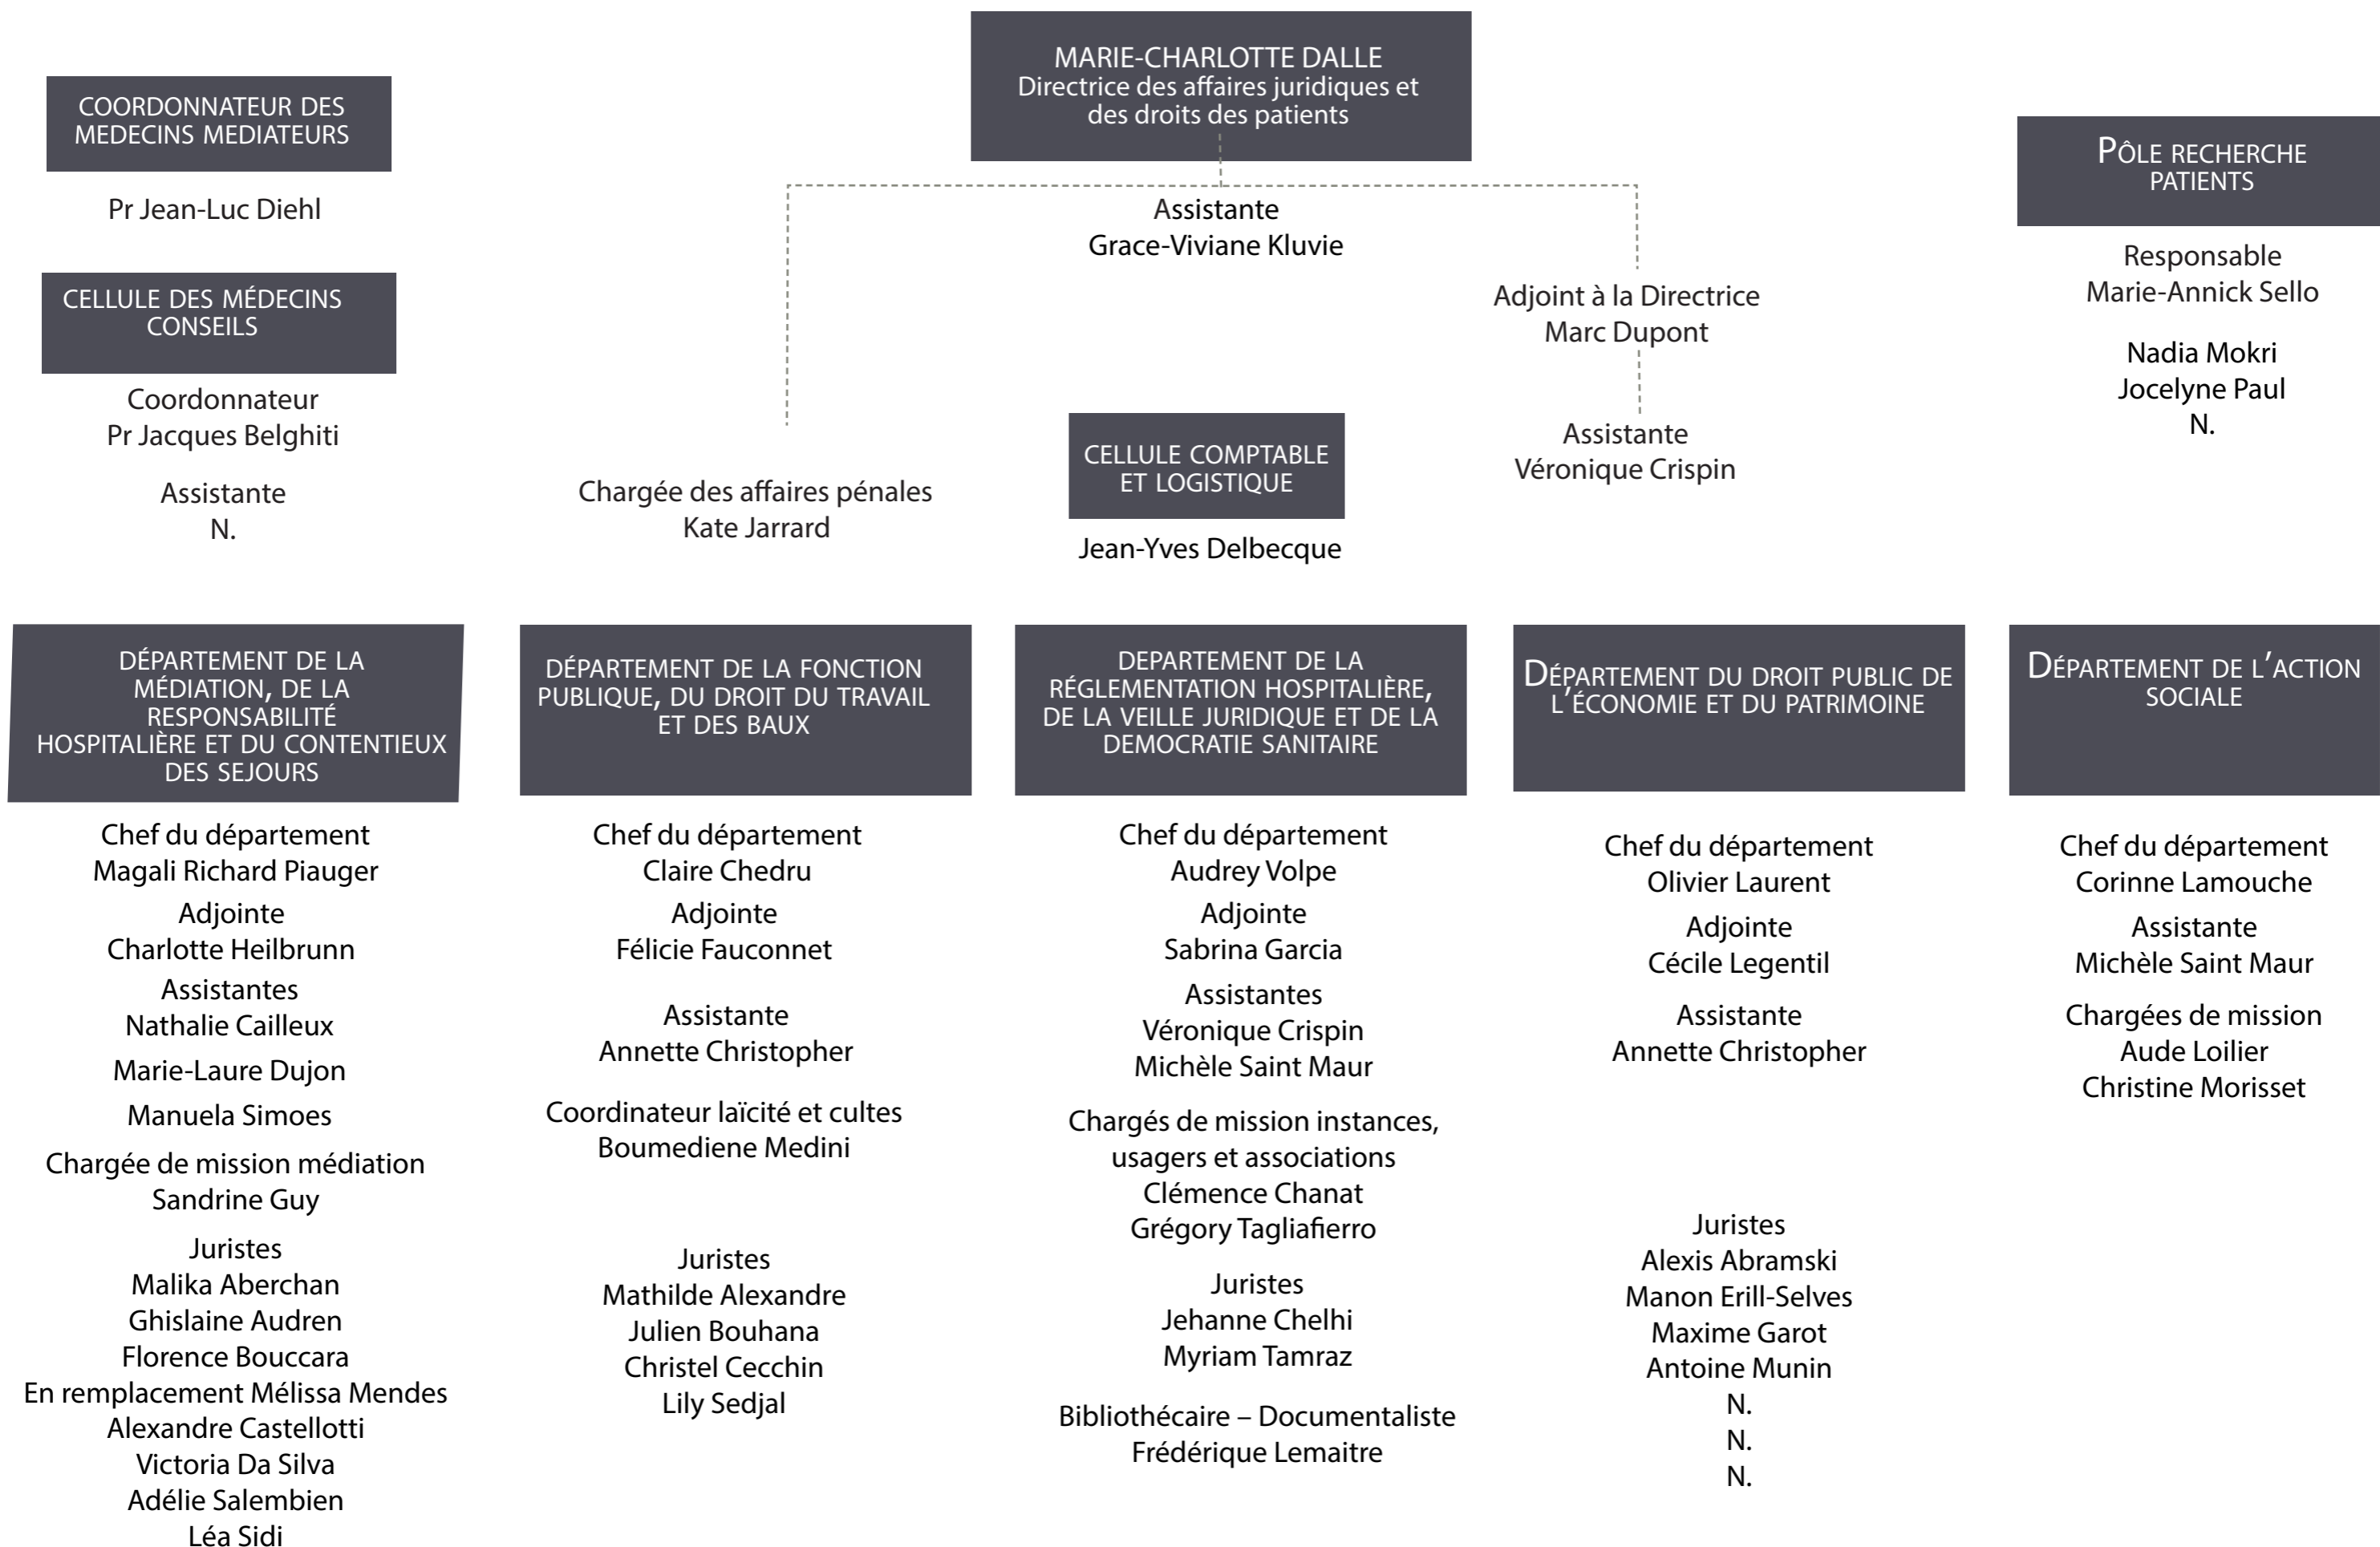 MARIE-CHARLOTTE DALLE
Directrice des affaires juridiques et
des droits des patients
Assistante
Grace-Viviane Kluvie
COORDONNATEUR DES
MEDECINS MEDIATEURS
Pr Jean-Luc Diehl
CELLULE DES MÉDECINS
CONSEILS
Coordonnateur
Pr Jacques Belghiti
Assistante
N.
Chargée des affaires pénales
Kate Jarrard
CELLULE COMPTABLE
ET LOGISTIQUE
Jean-Yves Delbecque
Adjoint à la Directrice
Marc Dupont
Assistante
Véronique Crispin
PÔLE RECHERCHE
PATIENTS
Responsable
Marie-Annick Sello
Nadia Mokri
Jocelyne Paul
N.
DÉPARTEMENT DE LA
MÉDIATION, DE LA
RESPONSABILITÉ
HOSPITALIÈRE ET DU CONTENTIEUX
DES SEJOURS
Chef du département
Magali Richard Piauger
Adjointe
Charlotte Heilbrunn
Assistantes
Nathalie Cailleux
Marie-Laure Dujon
Manuela Simoes
Chargée de mission médiation
Sandrine Guy
Juristes
Malika Aberchan
Ghislaine Audren
Florence Bouccara
En remplacement Mélissa Mendes
Alexandre Castellotti
Victoria Da Silva
Adélie Salembien
Léa Sidi
DÉPARTEMENT DE LA FONCTION
PUBLIQUE, DU DROIT DU TRAVAIL
ET DES BAUX
Chef du département
Claire Chedru
Adjointe
Félicie Fauconnet
Assistante
Annette Christopher
Coordinateur laïcité et cultes
Boumediene Medini
Juristes
Mathilde Alexandre
Julien Bouhana
Christel Cecchin
Lily Sedjal
DEPARTEMENT DE LA
RÉGLEMENTATION HOSPITALIÈRE,
DE LA VEILLE JURIDIQUE ET DE LA
DEMOCRATIE SANITAIRE
Chef du département
Audrey Volpe
Adjointe
Sabrina Garcia
Assistantes
Véronique Crispin
Michèle Saint Maur
Chargés de mission instances,
usagers et associations
Clémence Chanat
Grégory Tagliafierro
Juristes
Jehanne Chelhi
Myriam Tamraz
Bibliothécaire – Documentaliste
Frédérique Lemaitre
DÉPARTEMENT DU DROIT PUBLIC DE
L'ÉCONOMIE ET DU PATRIMOINE
Chef du département
Olivier Laurent
Adjointe
Cécile Legentil
Assistante
Annette Christopher
Juristes
Alexis Abramski
Manon Erill-Selves
Maxime Garot
Antoine Munin
N.
N.
N.
DÉPARTEMENT DE L'ACTION
SOCIALE
Chef du département
Corinne Lamouche
Assistante
Michèle Saint Maur
Chargées de mission
Aude Loilier
Christine Morisset